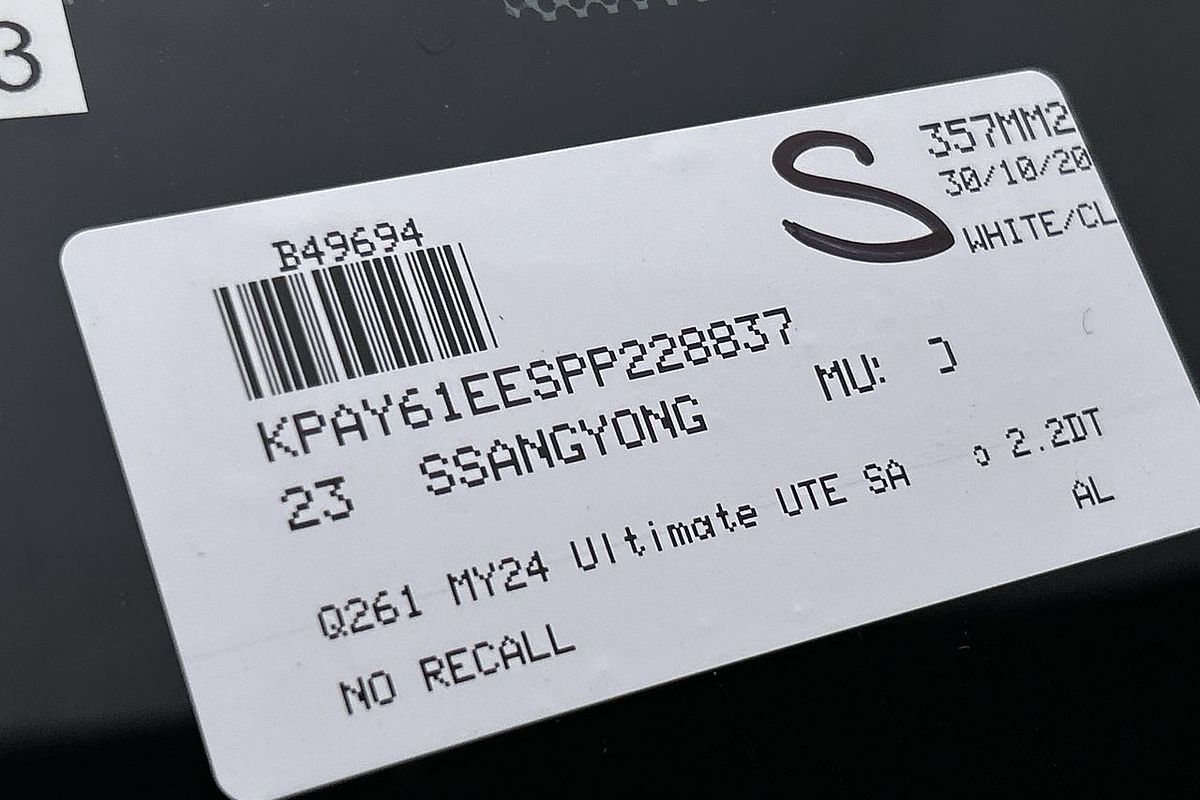 3
S
357MM2
30/10/20
WHITE/CL
B49694
KPAY61EESPP228837
23 SSANGYONG MU:
Q261 MY24 Ultimate UTE SA 2.2DT
NO RECALL AL